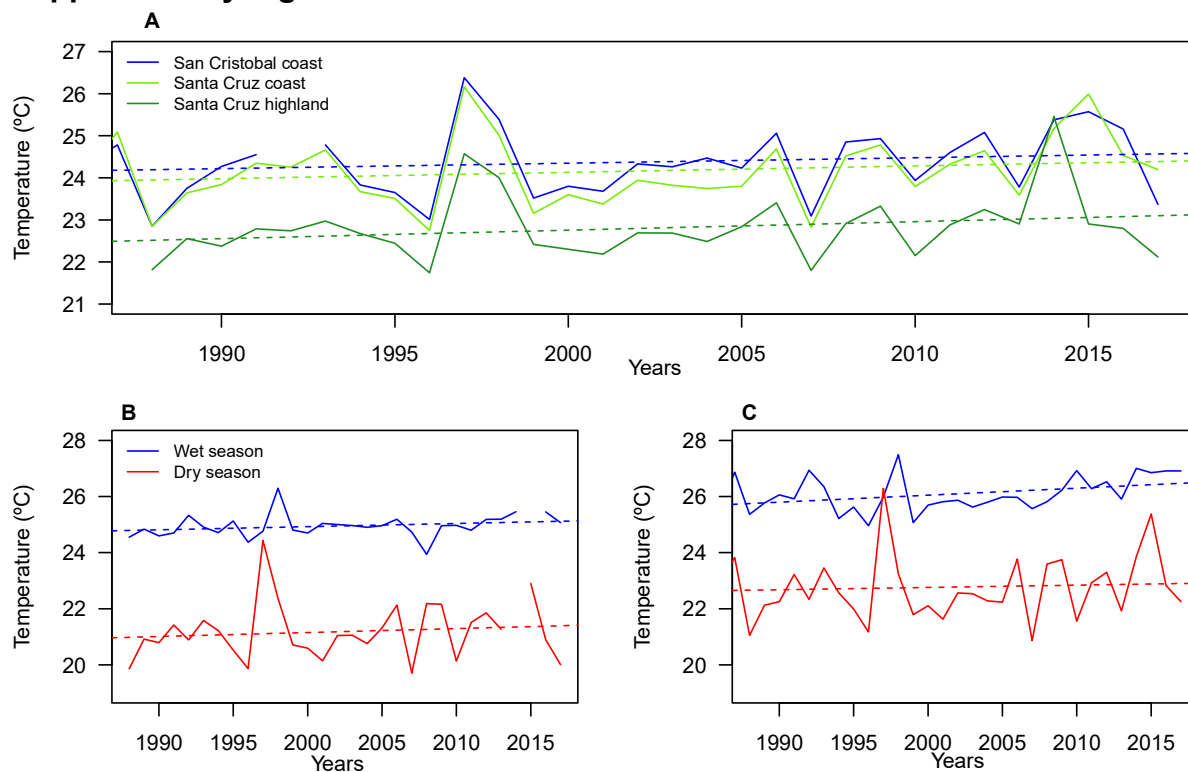 A
Temperature (ºC)
27
26
25
24
23
22
21
San Cristobal coast
Santa Cruz coast
Santa Cruz highland
1990 1995 2000 2005 2010 2015
Years
B
Temperature (ºC)
28
26
24
22
20
Wet season
Dry season
1990 1995 2000 2005 2010 2015
Years
C
Temperature (ºC)
28
26
24
22
20
1990 1995 2000 2005 2010 2015
Years